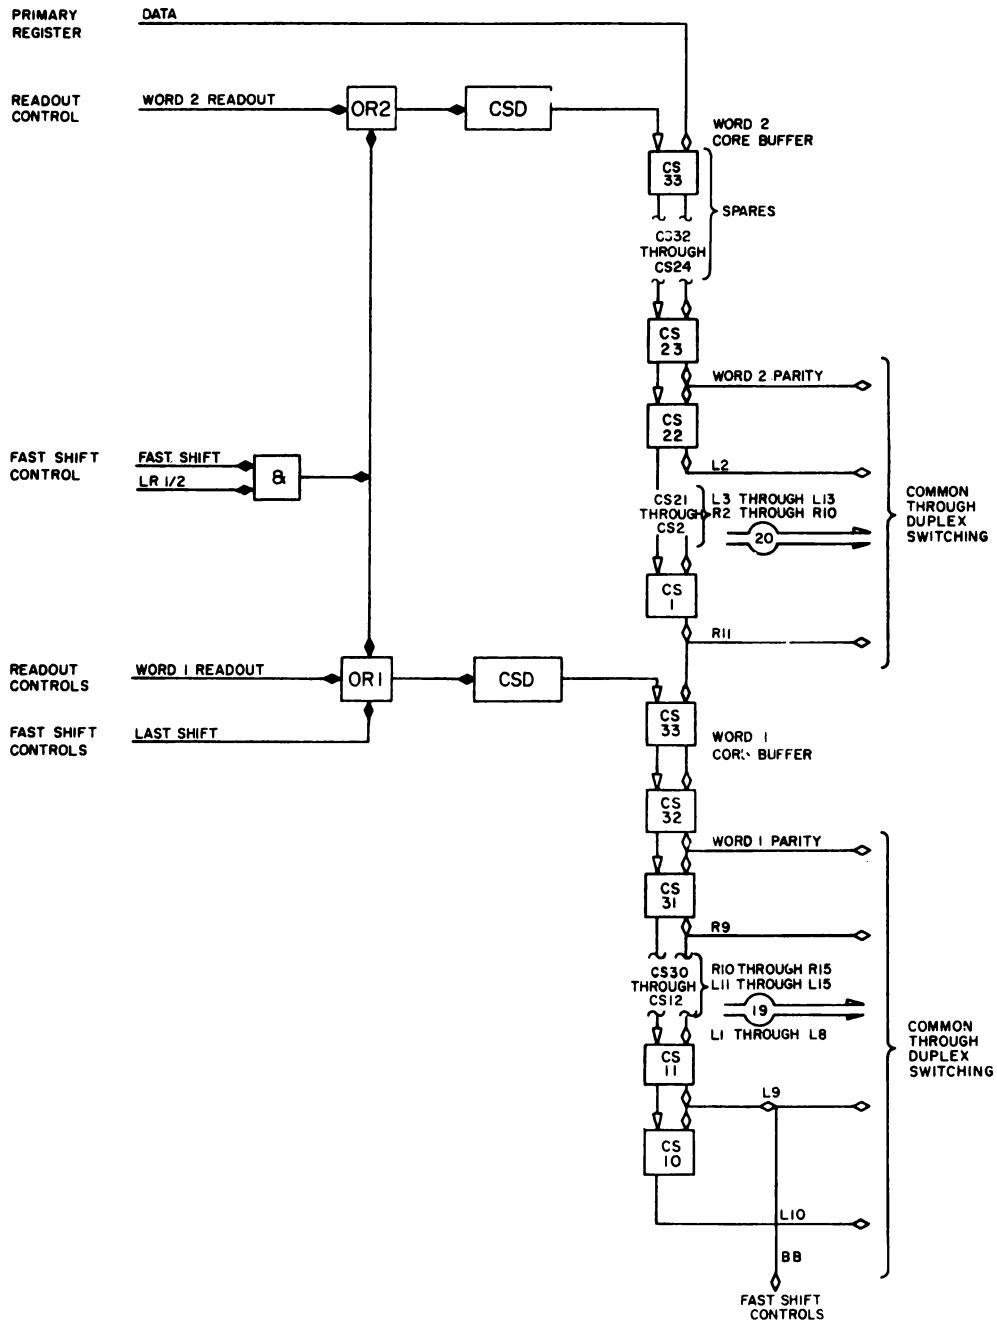 PRIMARY
REGISTER
DATA
READOUT
CONTROL
WORD 2 READOUT
OR2
CSD
WORD 2
CORE BUFFER
CS
33
SPARES
CS32
THROUGH
CS24
CS
23
WORD 2 PARITY
CS
22
L2
FAST SHIFT
CONTROL
FAST SHIFT
LR 1/2
&
CS21
THROUGH
CS2
L3 THROUGH L13
R2 THROUGH R10
20
COMMON
THROUGH
DUPLEX
SWITCHING
CS
1
R11
READOUT
CONTROLS
WORD 1 READOUT
OR1
CSD
FAST SHIFT
CONTROLS
LAST SHIFT
CS
33
WORD 1
CORE BUFFER
CS
32
WORD 1 PARITY
CS
31
R9
CS30
THROUGH
CS12
R10 THROUGH R15
L11 THROUGH L15
19
L1 THROUGH L8
COMMON
THROUGH
DUPLEX
SWITCHING
CS
11
L9
CS
10
L10
BB
FAST SHIFT
CONTROLS